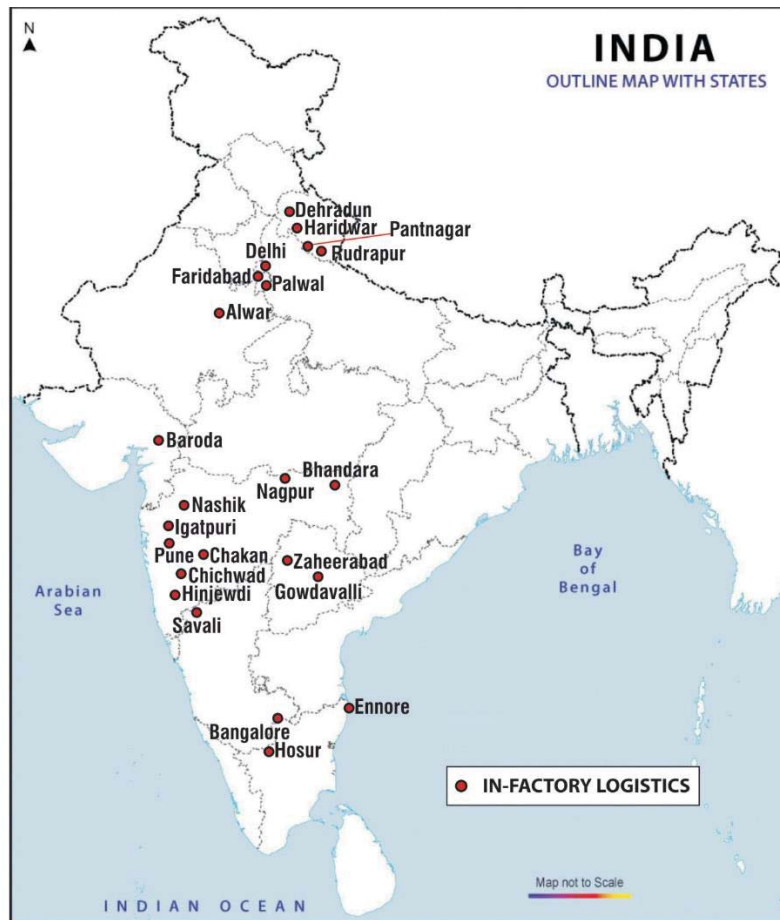 N
INDIA
OUTLINE MAP WITH STATES
Dehradun
Haridwar
Pantnagar
Rudrapur
Delhi
Faridabad
Palwal
Alwar
Baroda
Bhandara
Nagpur
Nashik
Igatpuri
Pune
Chakan
Zaheerabad
Chichwad
Gowdavalli
Hinjewdi
Savali
Arabian
Sea
Bay
of
Bengal
Ennore
Bangalore
Hosur
IN-FACTORY LOGISTICS
Map not to Scale
INDIAN OCEAN